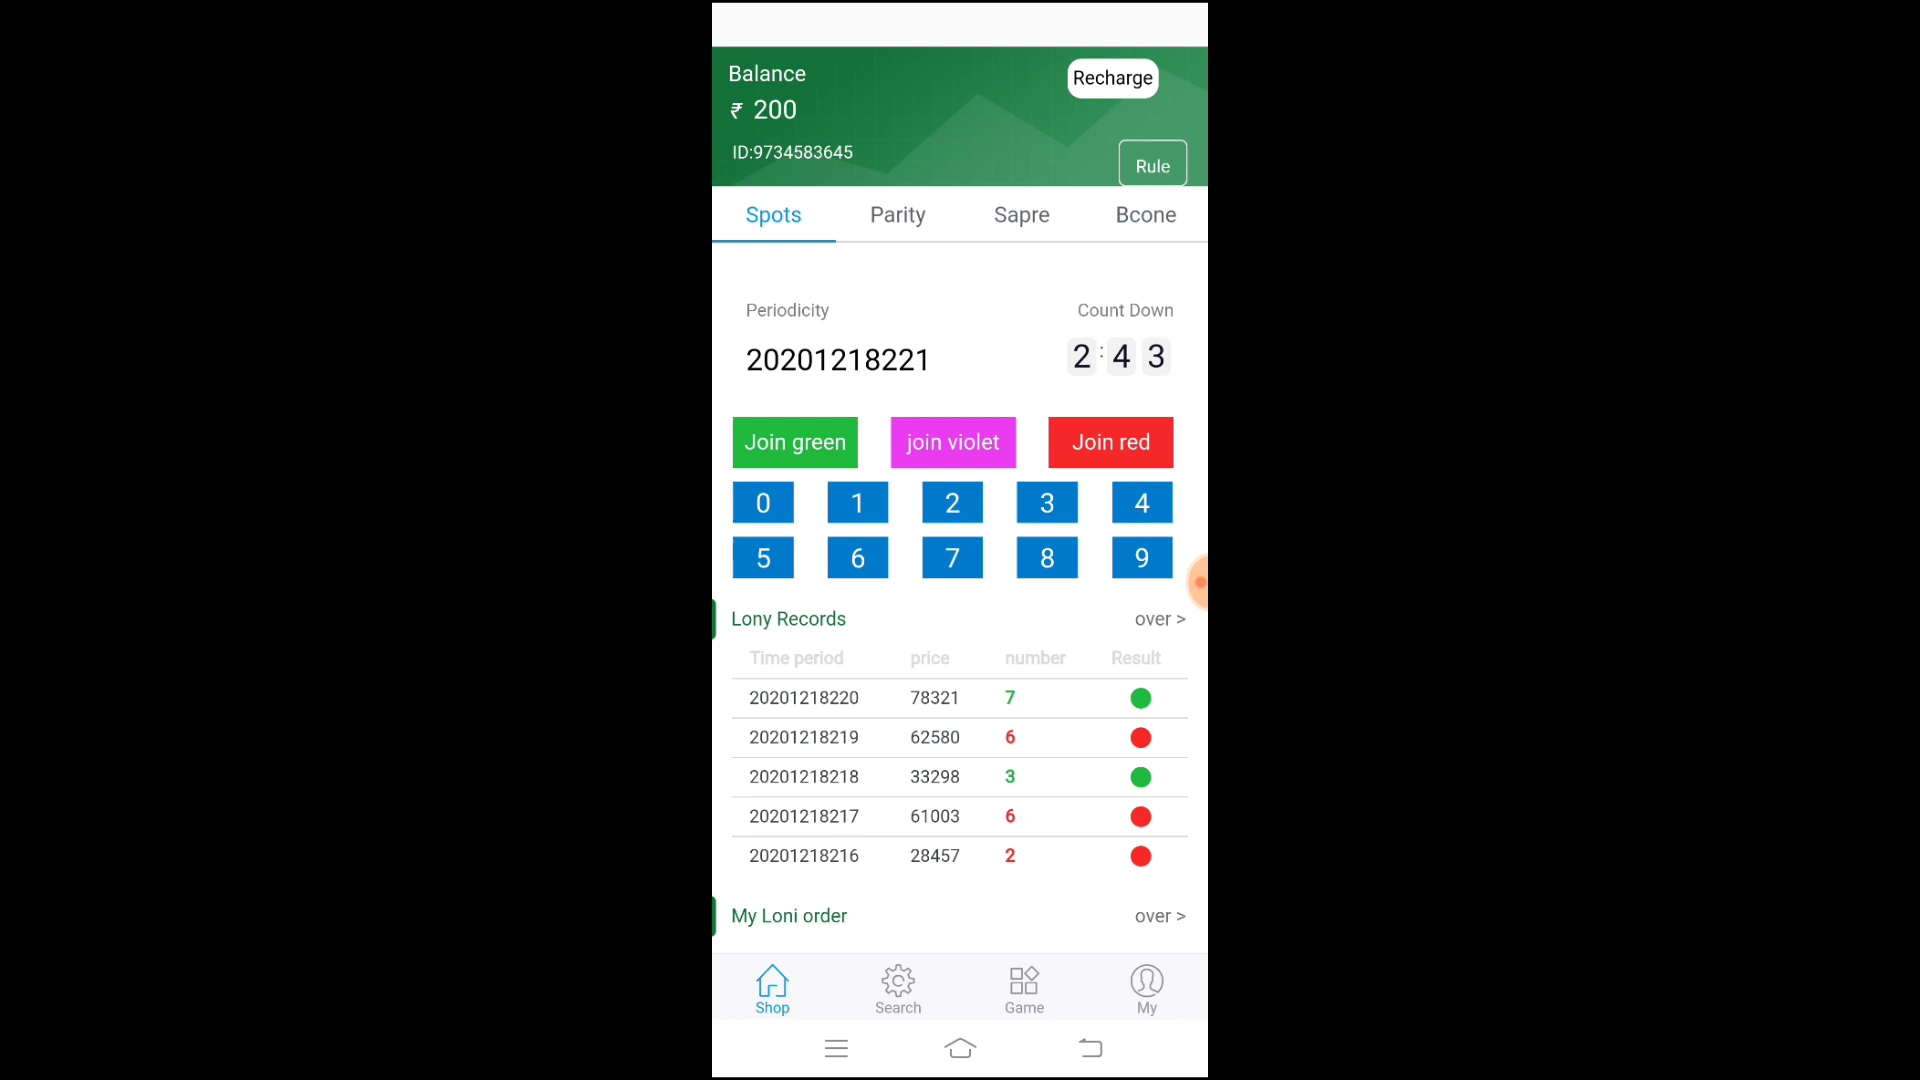 Balance
Recharge
₹ 200
ID:9734583645
Rule
Spots Parity Sapre Bcone
Periodicity Count Down
20201218221 2:43
Join green join violet Join red
0 1 2 3 4
5 6 7 8 9
Lony Records over >
Time period price number Result
20201218220 78321 7
20201218219 62580 6
20201218218 33298 3
20201218217 61003 6
20201218216 28457 2
My Loni order over >
Shop Search Game My